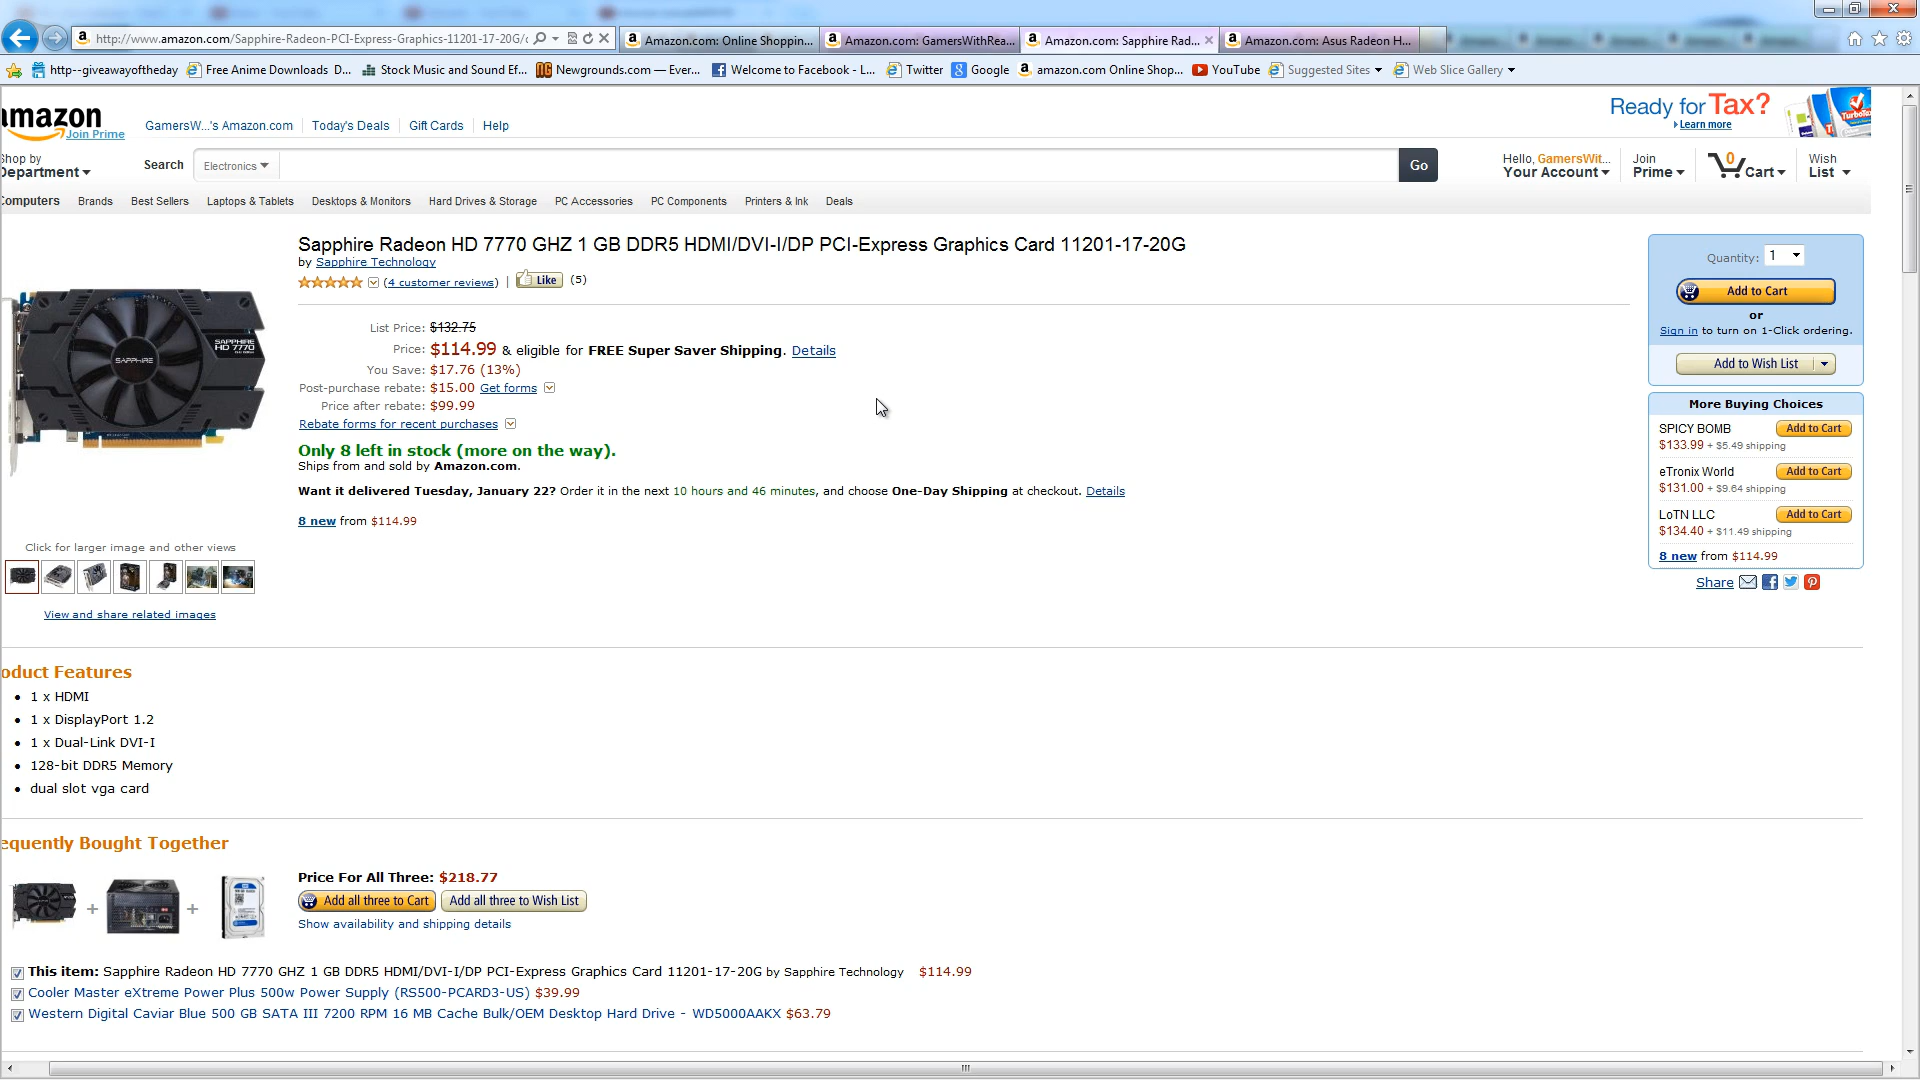 http://www.amazon.com/Sapphire-Radeon-PCI-Express-Graphics-11201-17-20G/
Amazon.com: Online Shoppin...
Amazon.com: GamersWithRea...
Amazon.com: Sapphire Rad...
Amazon.com: Asus Radeon H...
http--giveawayoftheday
Free Anime Downloads D...
Stock Music and Sound Ef...
Newgrounds.com — Ever...
Welcome to Facebook - L...
Twitter
Google
amazon.com Online Shop...
YouTube
Suggested Sites
Web Slice Gallery
amazon
Join Prime
GamersW...'s Amazon.com
Today's Deals
Gift Cards
Help
Ready for Tax?
Learn more
TurboTax
Shop by
Department
Search
Electronics
Go
Hello, GamersWit...
Your Account
Join
Prime
0
Cart
Wish
List
Computers
Brands
Best Sellers
Laptops & Tablets
Desktops & Monitors
Hard Drives & Storage
PC Accessories
PC Components
Printers & Ink
Deals
Sapphire Radeon HD 7770 GHZ 1 GB DDR5 HDMI/DVI-I/DP PCI-Express Graphics Card 11201-17-20G
by Sapphire Technology
(4 customer reviews) | Like (5)
SAPPHIRE
SAPPHIRE
HD 7770
List Price: $132.75
Price: $114.99 & eligible for FREE Super Saver Shipping. Details
You Save: $17.76 (13%)
Post-purchase rebate: $15.00 Get forms
Price after rebate: $99.99
Rebate forms for recent purchases
Only 8 left in stock (more on the way).
Ships from and sold by Amazon.com.
Want it delivered Tuesday, January 22? Order it in the next 10 hours and 46 minutes, and choose One-Day Shipping at checkout. Details
8 new from $114.99
Click for larger image and other views
View and share related images
Quantity: 1
Add to Cart
or
Sign in to turn on 1-Click ordering.
Add to Wish List
More Buying Choices
SPICY BOMB
Add to Cart
$133.99 + $5.49 shipping
eTronix World
Add to Cart
$131.00 + $9.64 shipping
LoTN LLC
Add to Cart
$134.40 + $11.49 shipping
8 new from $114.99
Share
oduct Features
1 x HDMI
1 x DisplayPort 1.2
1 x Dual-Link DVI-I
128-bit DDR5 Memory
dual slot vga card
equently Bought Together
+
+
Price For All Three: $218.77
Add all three to Cart
Add all three to Wish List
Show availability and shipping details
This item: Sapphire Radeon HD 7770 GHZ 1 GB DDR5 HDMI/DVI-I/DP PCI-Express Graphics Card 11201-17-20G by Sapphire Technology $114.99
Cooler Master eXtreme Power Plus 500w Power Supply (RS500-PCARD3-US) $39.99
Western Digital Caviar Blue 500 GB SATA III 7200 RPM 16 MB Cache Bulk/OEM Desktop Hard Drive - WD5000AAKX $63.79